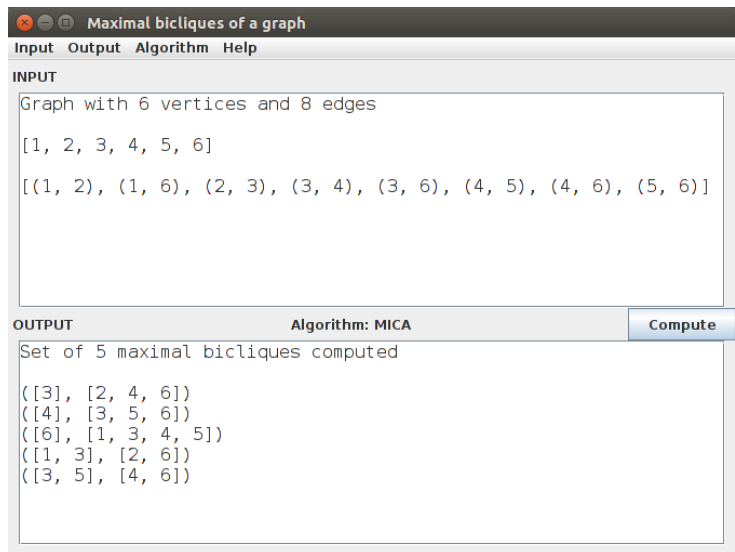 Maximal bicliques of a graph
Input Output Algorithm Help
INPUT
Graph with 6 vertices and 8 edges
[1, 2, 3, 4, 5, 6]
[(1, 2), (1, 6), (2, 3), (3, 4), (3, 6), (4, 5), (4, 6), (5, 6)]
OUTPUT Algorithm: MICA Compute
Set of 5 maximal bicliques computed
([3], [2, 4, 6])
([4], [3, 5, 6])
([6], [1, 3, 4, 5])
([1, 3], [2, 6])
([3, 5], [4, 6])